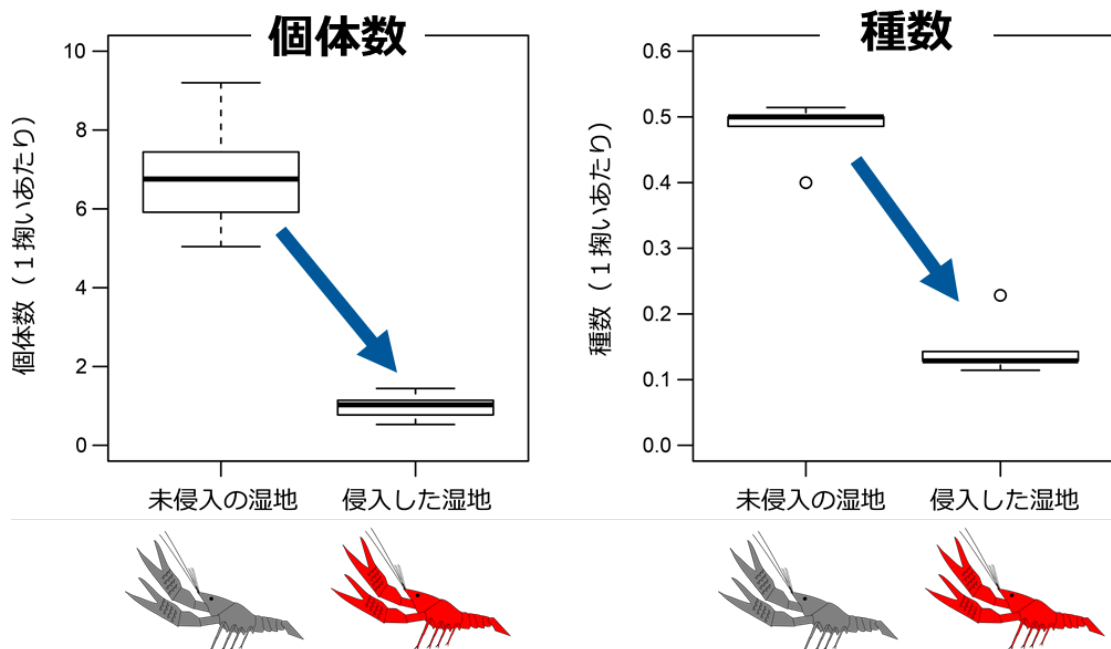 個体数
個体数（１掬いあたり）
10
8
6
4
2
0
未侵入の湿地
侵入した湿地
種数
種数（１掬いあたり）
0.6
0.5
0.4
0.3
0.2
0.1
0.0
未侵入の湿地
侵入した湿地